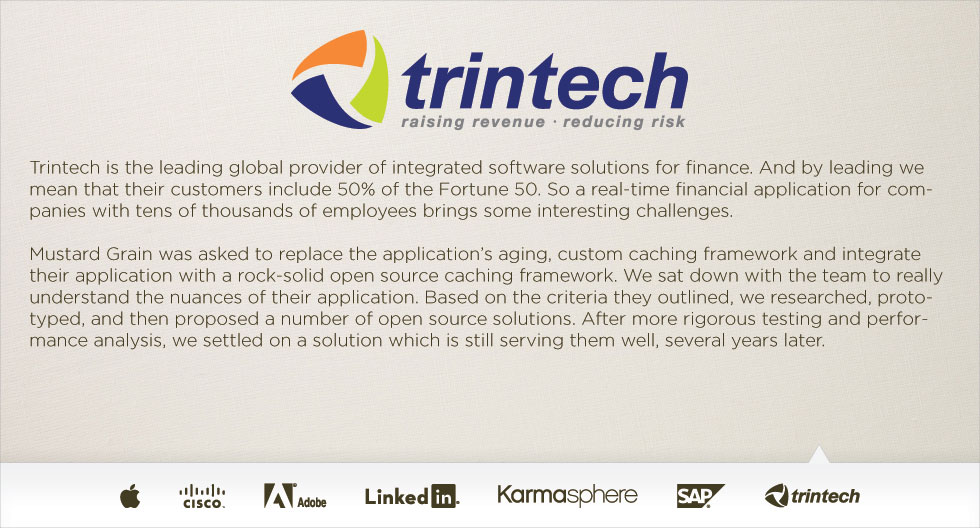 trintech
raising revenue · reducing risk
Trintech is the leading global provider of integrated software solutions for finance. And by leading we
mean that their customers include 50% of the Fortune 50. So a real-time financial application for com-
panies with tens of thousands of employees brings some interesting challenges.
Mustard Grain was asked to replace the application’s aging, custom caching framework and integrate
their application with a rock-solid open source caching framework. We sat down with the team to really
understand the nuances of their application. Based on the criteria they outlined, we researched, proto-
typed, and then proposed a number of open source solutions. After more rigorous testing and perfor-
mance analysis, we settled on a solution which is still serving them well, several years later.
CISCO™ Adobe® LinkedIn® Karmasphere SAP® trintech